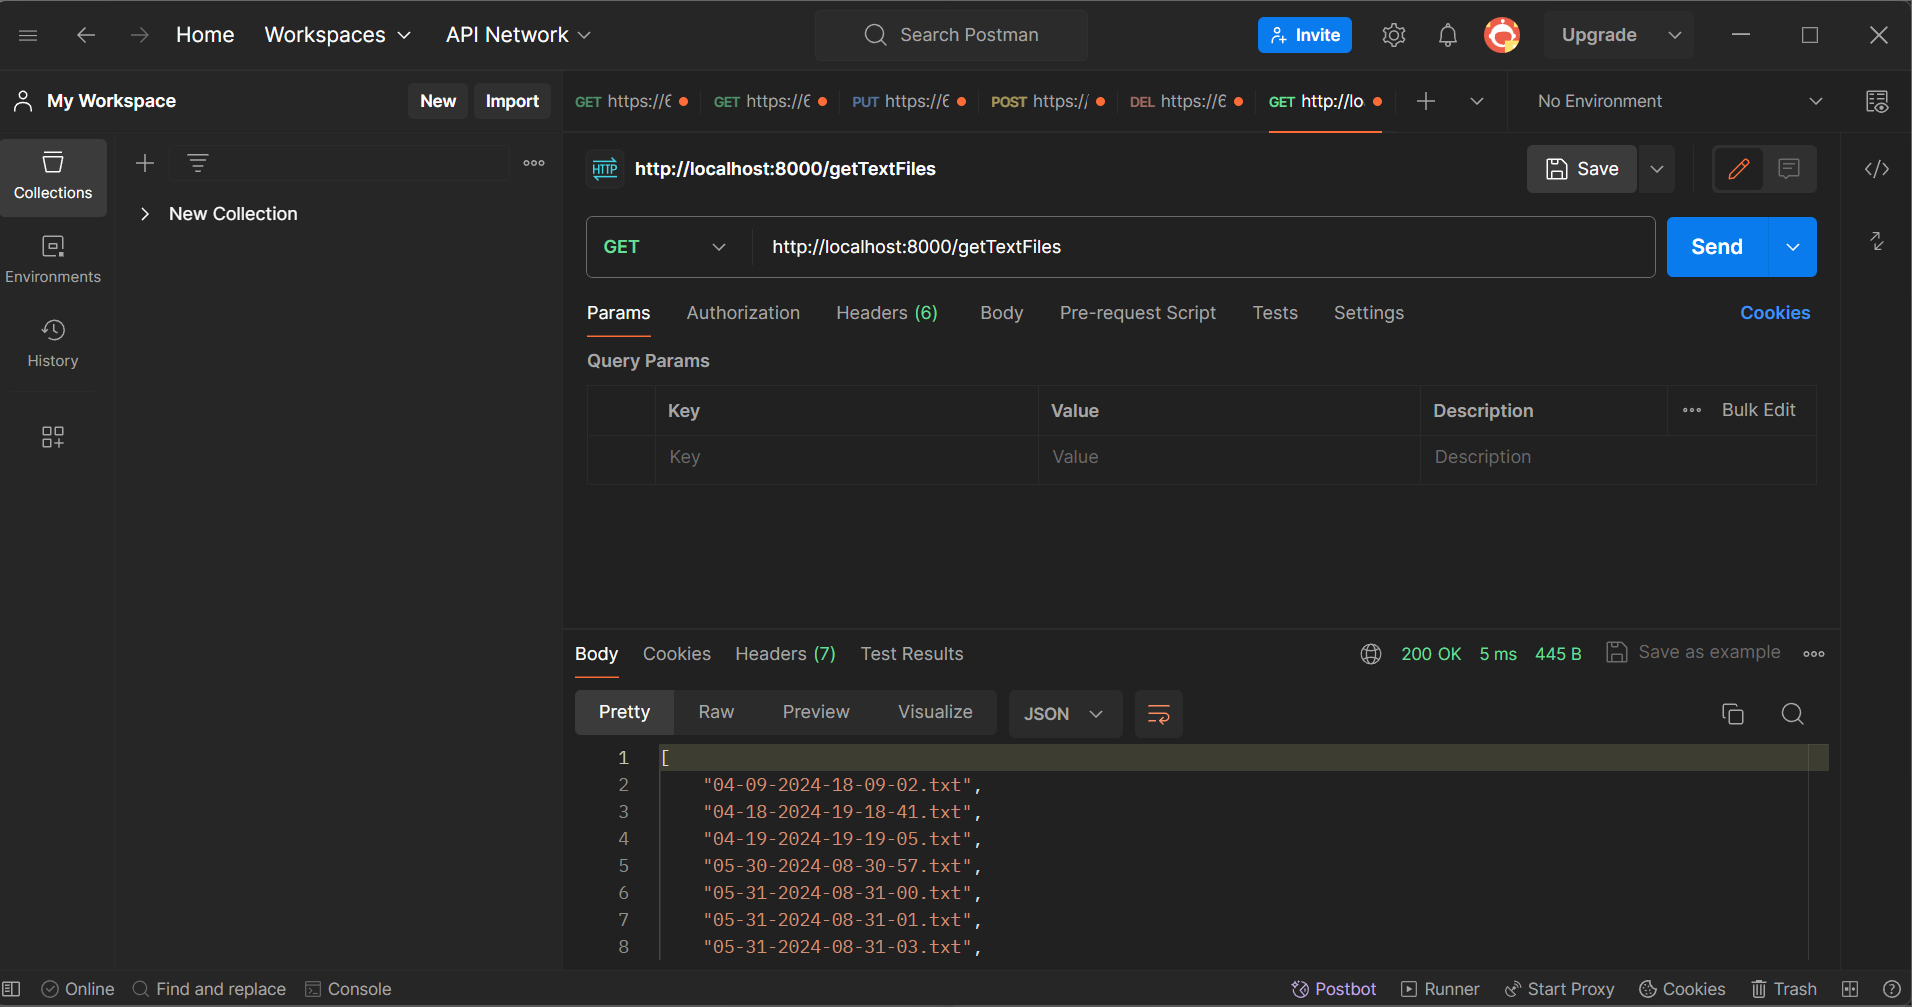 Home Workspaces API Network Search Postman Invite Upgrade
My Workspace New Import
GET https://6 GET https://6 PUT https://6 POST https:// DEL https://6 GET http://lo No Environment
Collections
Environments
History
New Collection
HTTP http://localhost:8000/getTextFiles Save
GET http://localhost:8000/getTextFiles Send
Params Authorization Headers (6) Body Pre-request Script Tests Settings Cookies
Query Params
Key Value Description Bulk Edit
Key Value Description
Body Cookies Headers (7) Test Results 200 OK 5 ms 445 B Save as example
Pretty Raw Preview Visualize JSON
1 [
2 "04-09-2024-18-09-02.txt",
3 "04-18-2024-19-18-41.txt",
4 "04-19-2024-19-19-05.txt",
5 "05-30-2024-08-30-57.txt",
6 "05-31-2024-08-31-00.txt",
7 "05-31-2024-08-31-01.txt",
8 "05-31-2024-08-31-03.txt",
Online Find and replace Console Postbot Runner Start Proxy Cookies Trash